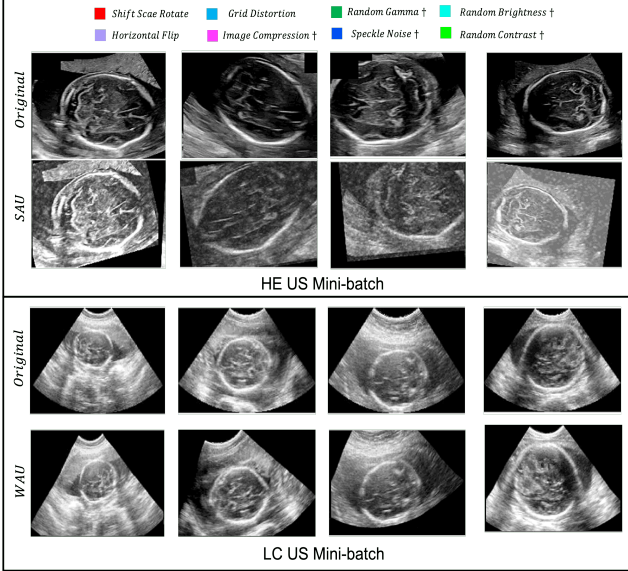 Shift Scae Rotate Grid Distortion Random Gamma † Random Brightness †
Horizontal Flip Image Compression † Speckle Noise † Random Contrast †
Original
SAU
HE US Mini-batch
Original
WAU
LC US Mini-batch